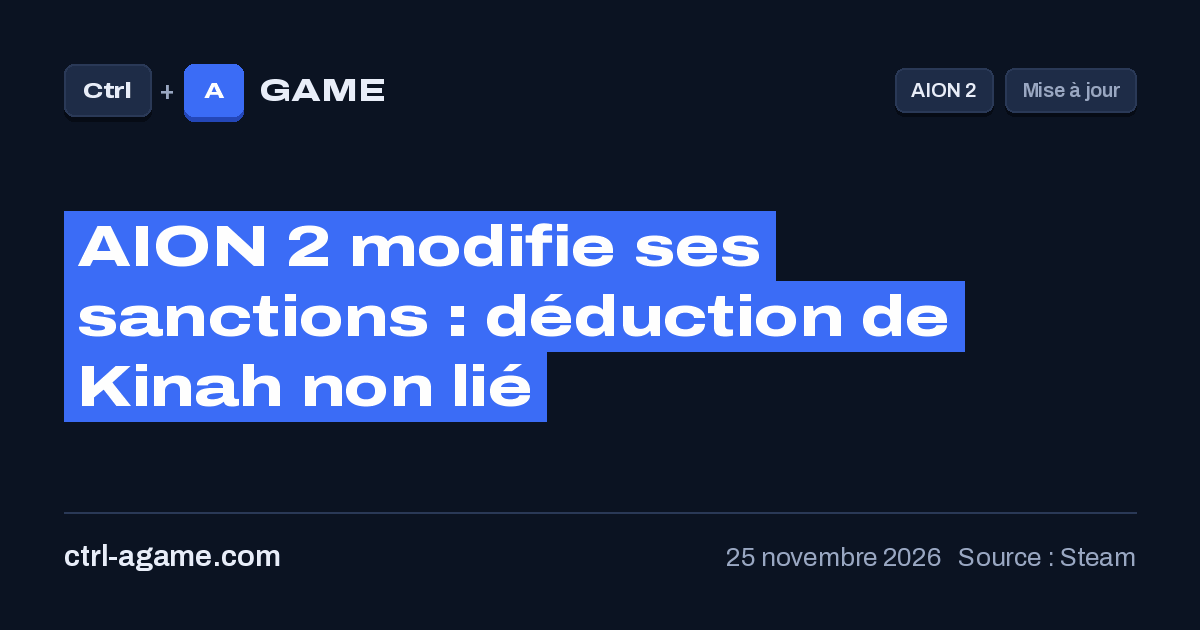 Ctrl + A GAME
AION 2 Mise à jour
AION 2 modifie ses
sanctions : déduction de
Kinah non lié
ctrl-agame.com
25 novembre 2026 Source : Steam